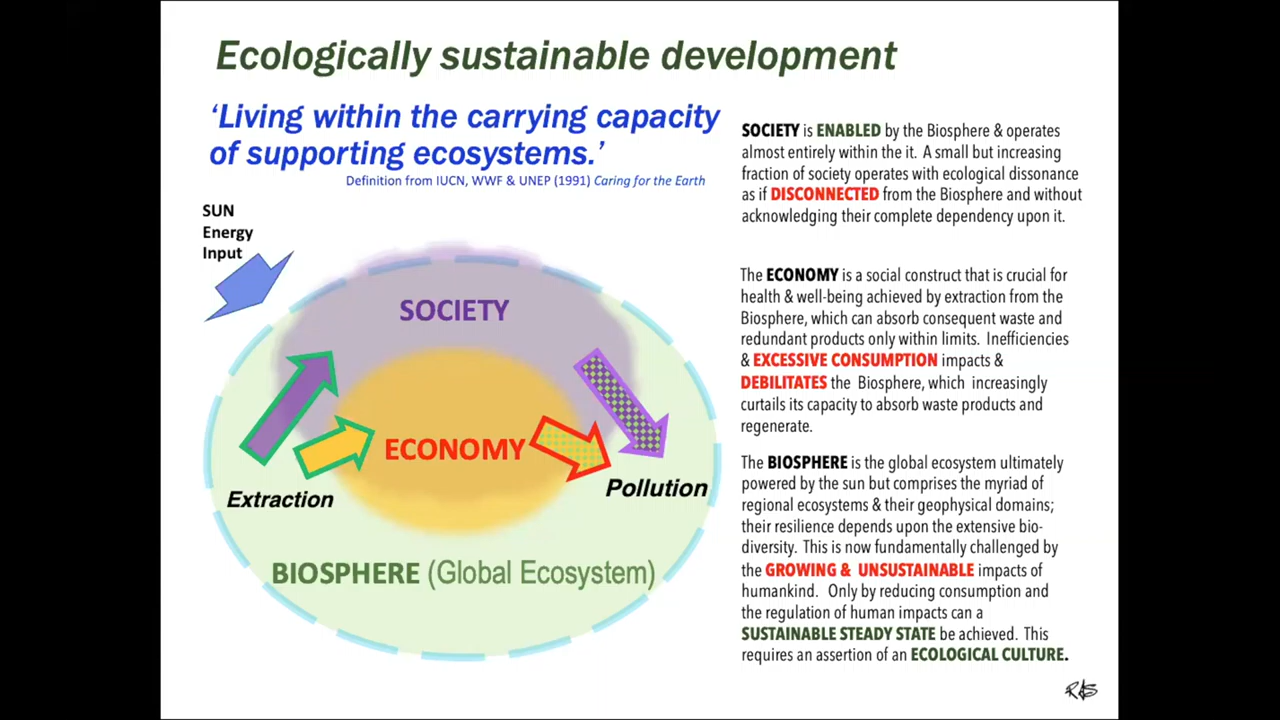 Ecologically sustainable development
‘Living within the carrying capacity
of supporting ecosystems.’
Definition from IUCN, WWF & UNEP (1991) Caring for the Earth
SUN
Energy
Input
SOCIETY
ECONOMY
Extraction
Pollution
BIOSPHERE (Global Ecosystem)
SOCIETY is ENABLED by the Biosphere & operates
almost entirely within the it. A small but increasing
fraction of society operates with ecological dissonance
as if DISCONNECTED from the Biosphere and without
acknowledging their complete dependency upon it.
The ECONOMY is a social construct that is crucial for
health & well-being achieved by extraction from the
Biosphere, which can absorb consequent waste and
redundant products only within limits. Inefficiencies
& EXCESSIVE CONSUMPTION impacts &
DEBILITATES the Biosphere, which increasingly
curtails its capacity to absorb waste products and
regenerate.
The BIOSPHERE is the global ecosystem ultimately
powered by the sun but comprises the myriad of
regional ecosystems & their geophysical domains;
their resilience depends upon the extensive bio-
diversity. This is now fundamentally challenged by
the GROWING & UNSUSTAINABLE impacts of
humankind. Only by reducing consumption and
the regulation of human impacts can a
SUSTAINABLE STEADY STATE be achieved. This
requires an assertion of an ECOLOGICAL CULTURE.